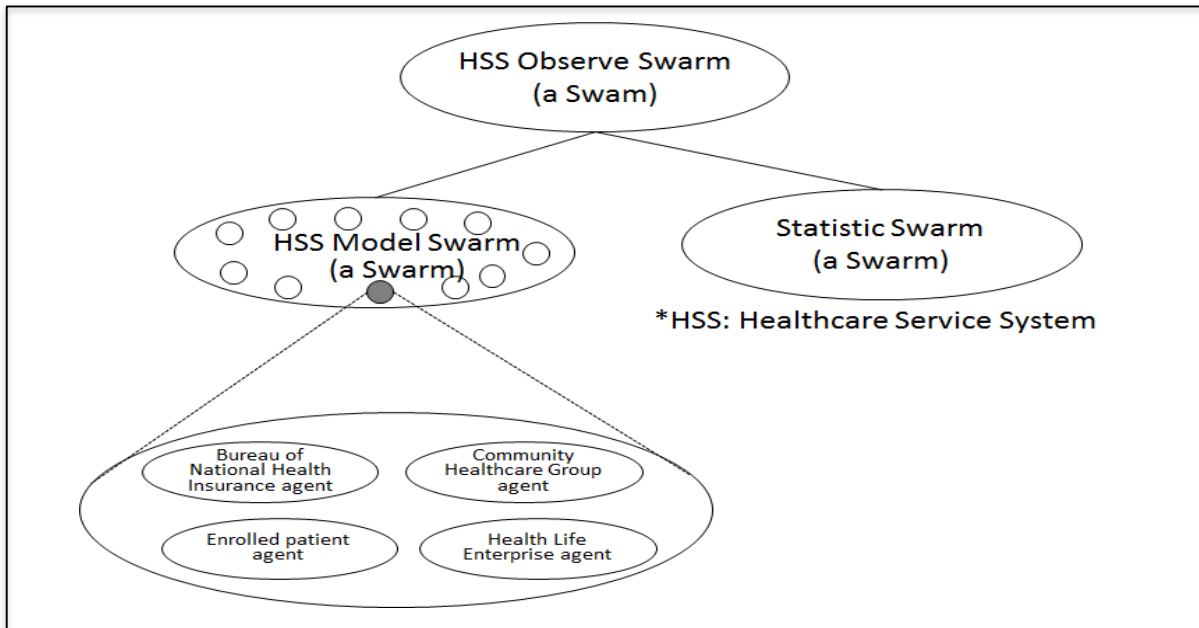 HSS Observe Swarm
(a Swam)
HSS Model Swarm
(a Swarm)
Statistic Swarm
(a Swarm)
*HSS: Healthcare Service System
Bureau of
National Health
Insurance agent
Community
Healthcare Group
agent
Enrolled patient
agent
Health Life
Enterprise agent